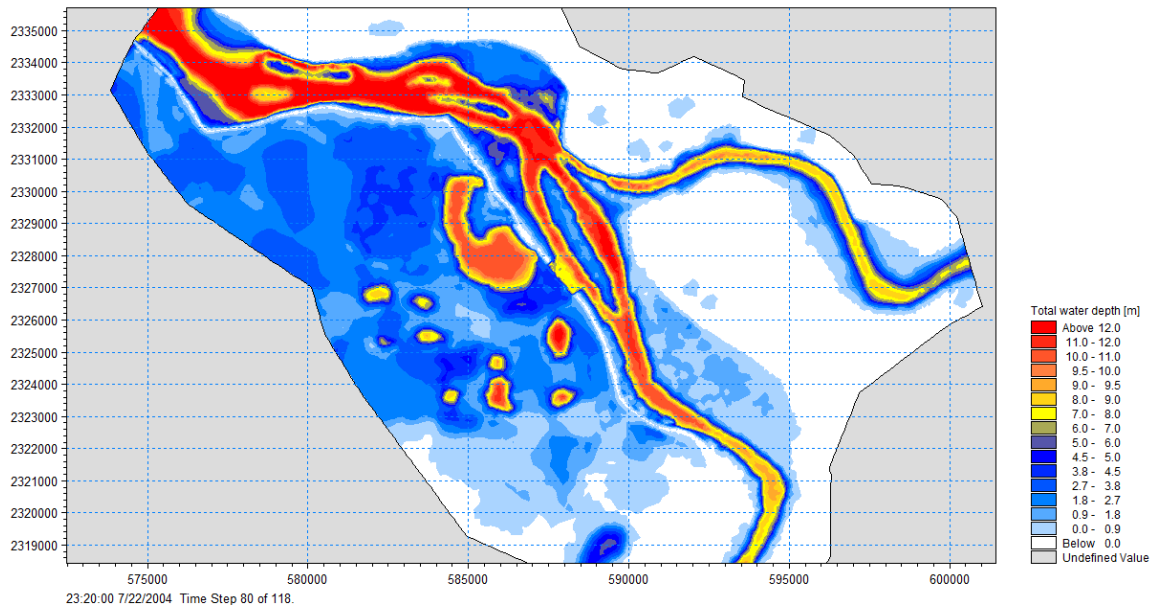 2335000
2334000
2333000
2332000
2331000
2330000
2329000
2328000
2327000
2326000
2325000
2324000
2323000
2322000
2321000
2320000
2319000
575000 580000 585000 590000 595000 600000
23:20:00 7/22/2004 Time Step 80 of 118.
Total water depth [m]
Above 12.0
11.0 - 12.0
10.0 - 11.0
9.5 - 10.0
9.0 - 9.5
8.0 - 9.0
7.0 - 8.0
6.0 - 7.0
5.0 - 6.0
4.5 - 5.0
3.8 - 4.5
2.7 - 3.8
1.8 - 2.7
0.9 - 1.8
0.0 - 0.9
Below 0.0
Undefined Value